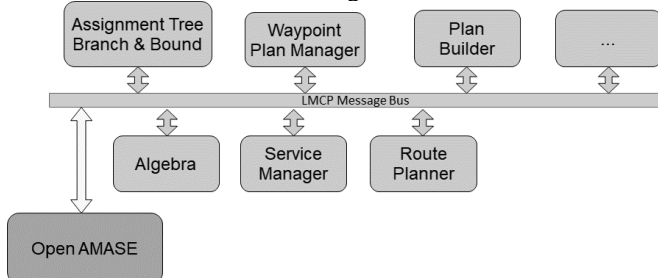 Assignment Tree
Branch & Bound
Waypoint
Plan Manager
Plan
Builder
...
LMCP Message Bus
Algebra
Service
Manager
Route
Planner
Open AMASE